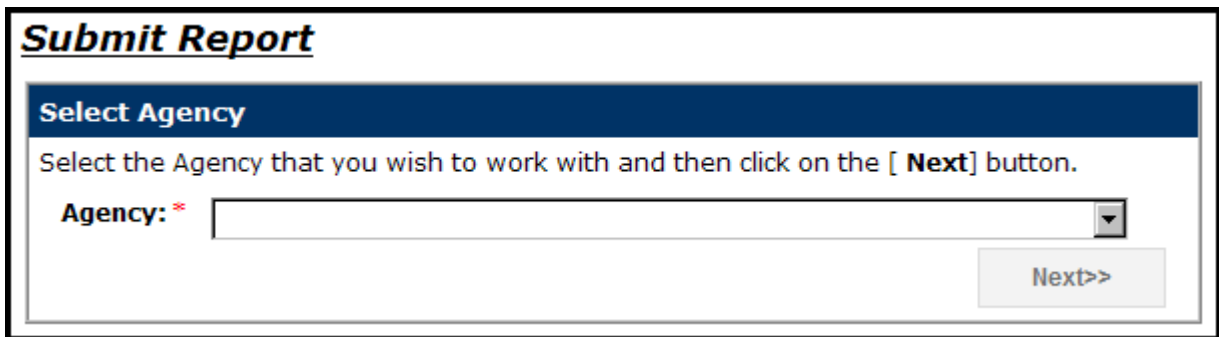 Submit Report
Select Agency
Select the Agency that you wish to work with and then click on the [ Next] button.
Agency: *
Next>>